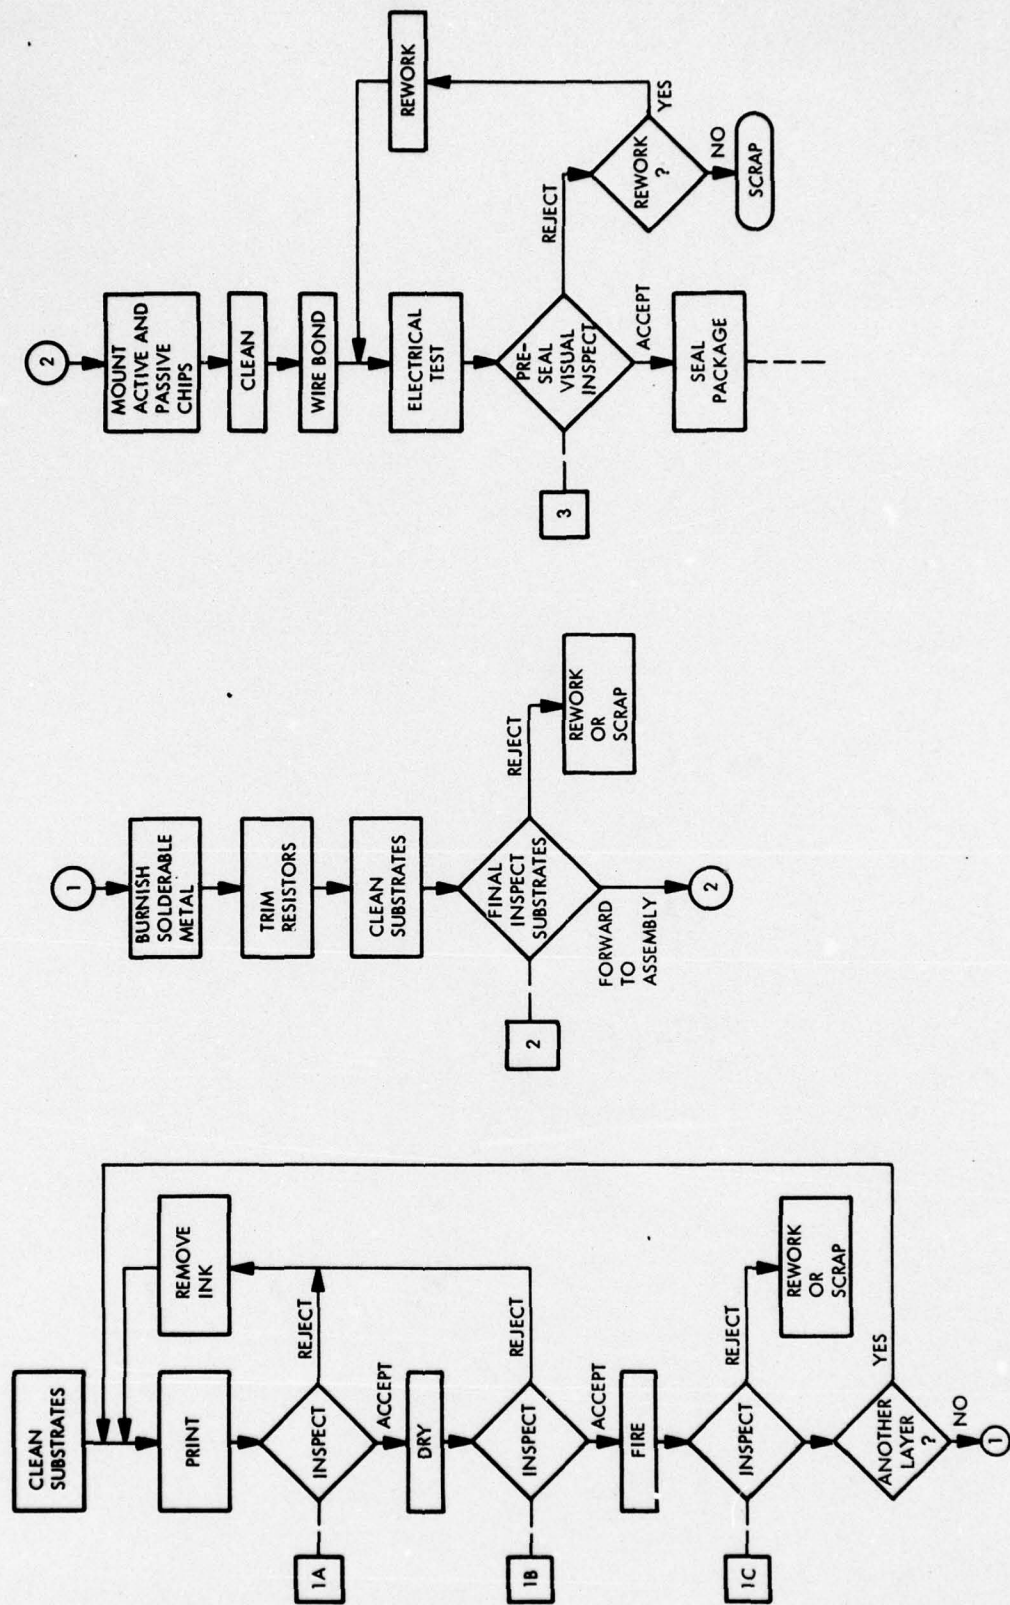 CLEAN
SUBSTRATES
PRINT
REMOVE
INK
INSPECT
REJECT
1A
ACCEPT
DRY
INSPECT
REJECT
1B
ACCEPT
FIRE
INSPECT
REJECT
1C
REWORK
OR
SCRAP
ANOTHER
LAYER
?
YES
NO
1
1
BURNISH
SOLDERABLE
METAL
TRIM
RESISTORS
CLEAN
SUBSTRATES
FINAL
INSPECT
SUBSTRATES
REJECT
2
REWORK
OR
SCRAP
FORWARD
TO
ASSEMBLY
2
2
MOUNT
ACTIVE AND
PASSIVE
CHIPS
CLEAN
WIRE BOND
REWORK
ELECTRICAL
TEST
PRE-
SEAL
VISUAL
INSPECT
REJECT
3
REWORK
?
YES
NO
SCRAP
ACCEPT
SEAL
PACKAGE